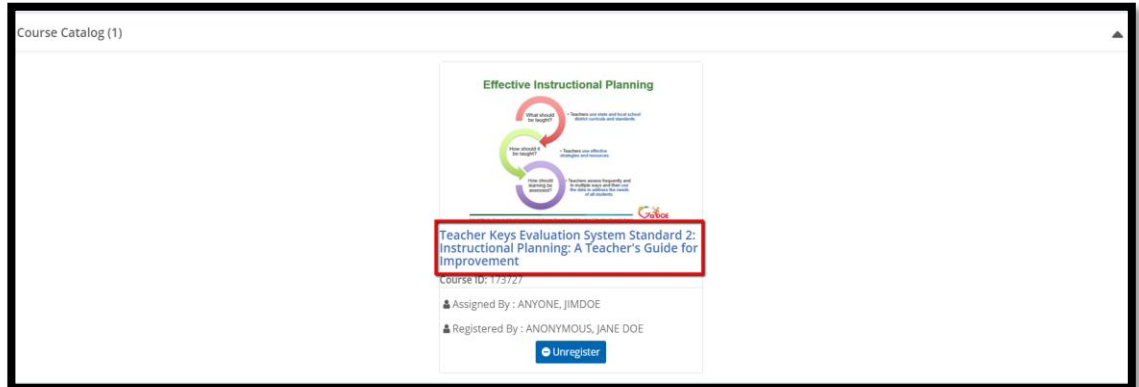 Course Catalog (1)
Effective Instructional Planning
What should
be taught?
• Teachers use state and local school
district curricula and standards
How should it
be taught?
• Teachers use effective
strategies and resources
How should
learning be
assessed?
• Teachers assess frequently and
in multiple ways and then use
the data to address the needs
of all students
Teacher Keys Evaluation System Standard 2:
Instructional Planning: A Teacher's Guide for
Improvement
Course ID: 173727
Assigned By : ANYONE, JIMDOE
Registered By : ANONYMOUS, JANE DOE
Unregister